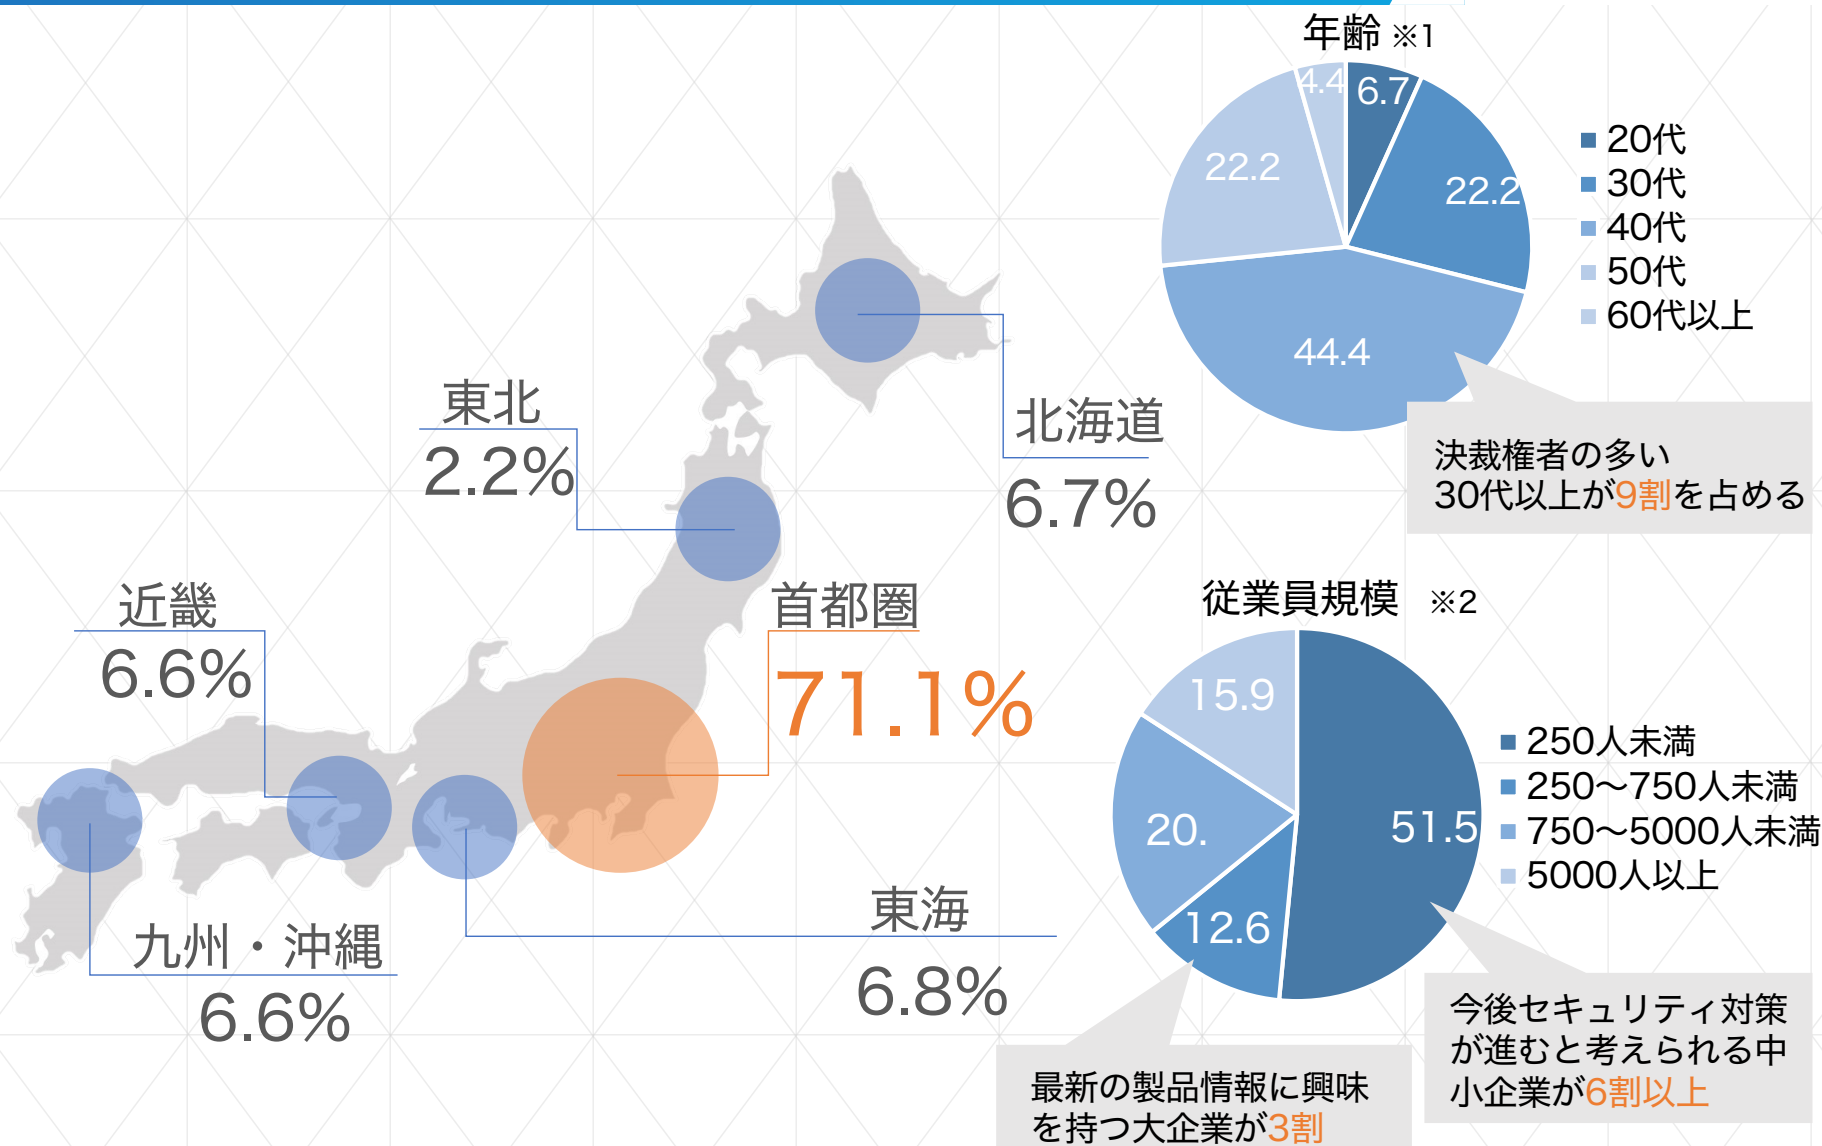 年齢 ※1
4.4
6.7
22.2
22.2
44.4
20代
30代
40代
50代
60代以上
決裁権者の多い
30代以上が9割を占める
東北
2.2%
北海道
6.7%
近畿
6.6%
首都圏
71.1%
九州・沖縄
6.6%
東海
6.8%
従業員規模 ※2
15.9
20.
12.6
51.5
250人未満
250〜750人未満
750〜5000人未満
5000人以上
今後セキュリティ対策
が進むと考えられる中
小企業が6割以上
最新の製品情報に興味
を持つ大企業が3割